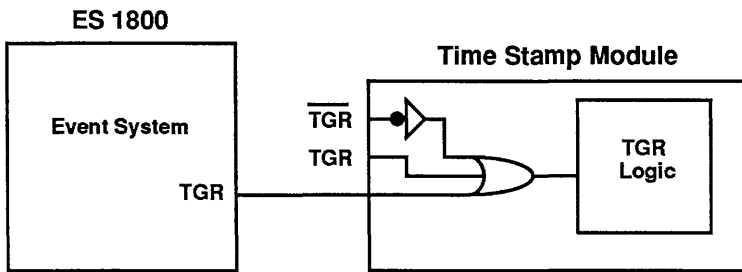 ES 1800
Time Stamp Module
Event System
TGR
TGR
TGR
TGR
Logic